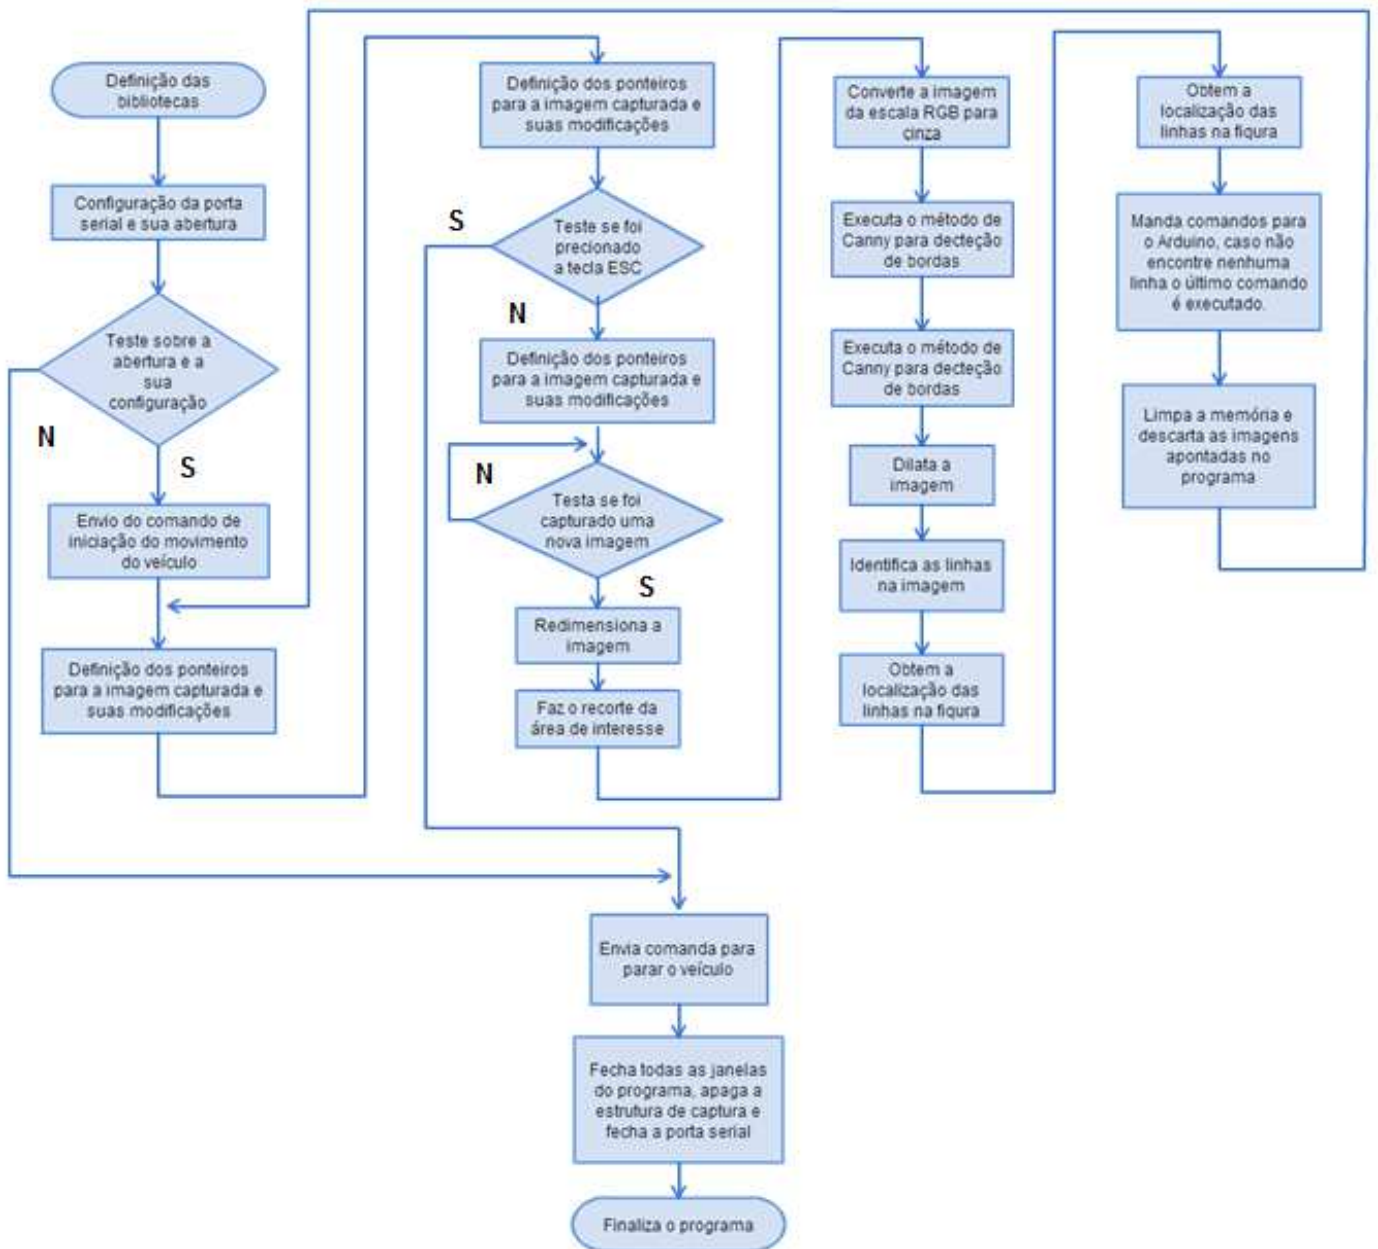 Definição das
bibliotecas
Configuração da porta
serial e sua abertura
Teste sobre a
abertura e a
sua
configuração
N
S
Envio do comando de
iniciação do movimento
do veículo
Definição dos ponteiros
para a imagem capturada e
suas modificações
Definição dos ponteiros
para a imagem capturada e
suas modificações
S
Teste se foi
precionado
a tecla ESC
N
Definição dos ponteiros
para a imagem capturada e
suas modificações
N
Testa se foi
capturado uma
nova imagem
S
Redimensiona a
imagem
Faz o recorte da
área de interesse
Converte a imagem
da escala RGB para
cinza
Executa o método de
Canny para decteção
de bordas
Executa o método de
Canny para decteção
de bordas
Dilata a
imagem
Identifica as linhas
na imagem
Obtem a
localização das
linhas na figura
Obtem a
localização das
linhas na figura
Manda comandos para
o Arduino, caso não
encontre nenhuma
linha o último comando
é executado.
Limpa a memória e
descarta as imagens
apontadas no
programa
Envia comanda para
parar o veículo
Fecha todas as janelas
do programa, apaga a
estrutura de captura e
fecha a porta serial
Finaliza o programa